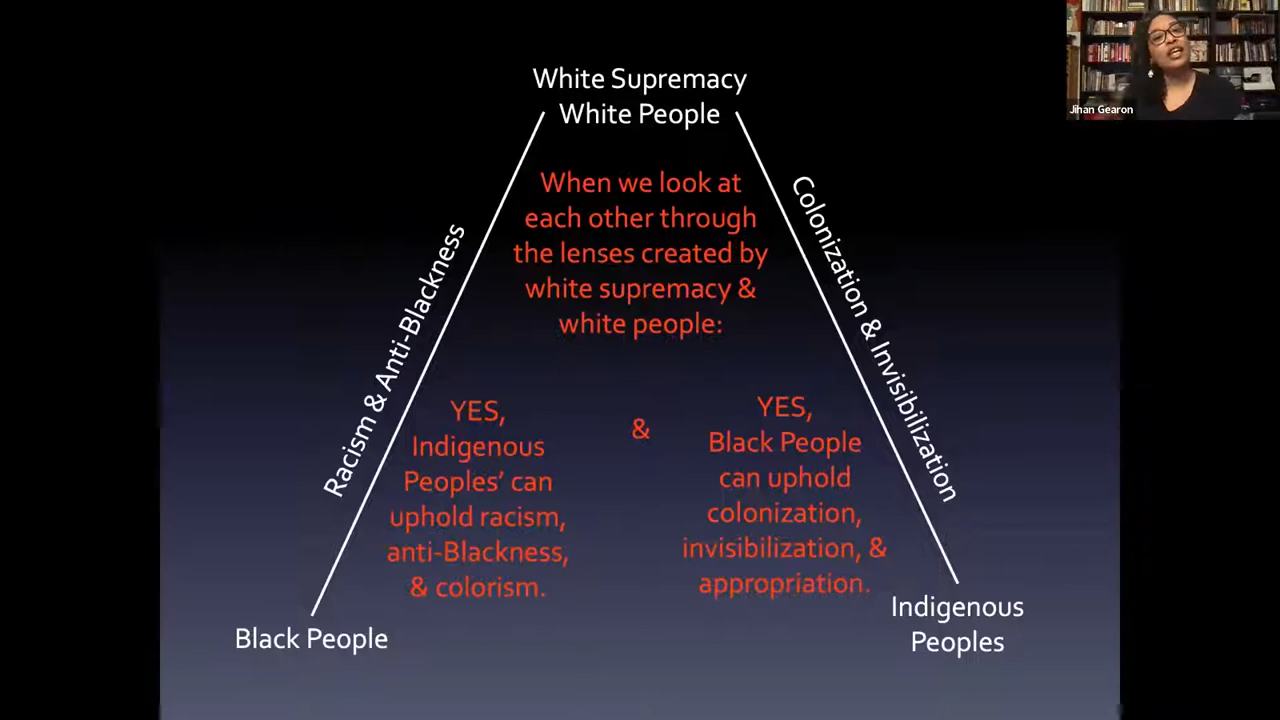 White Supremacy
White People
Jihan Gearon
When we look at
each other through
the lenses created by
white supremacy &
white people:
Racism & Anti-Blackness
Colonization & Invisibilization
YES,
Indigenous
Peoples’ can
uphold racism,
anti-Blackness,
& colorism.
&
YES,
Black People
can uphold
colonization,
invisibilization, &
appropriation.
Black People
Indigenous
Peoples